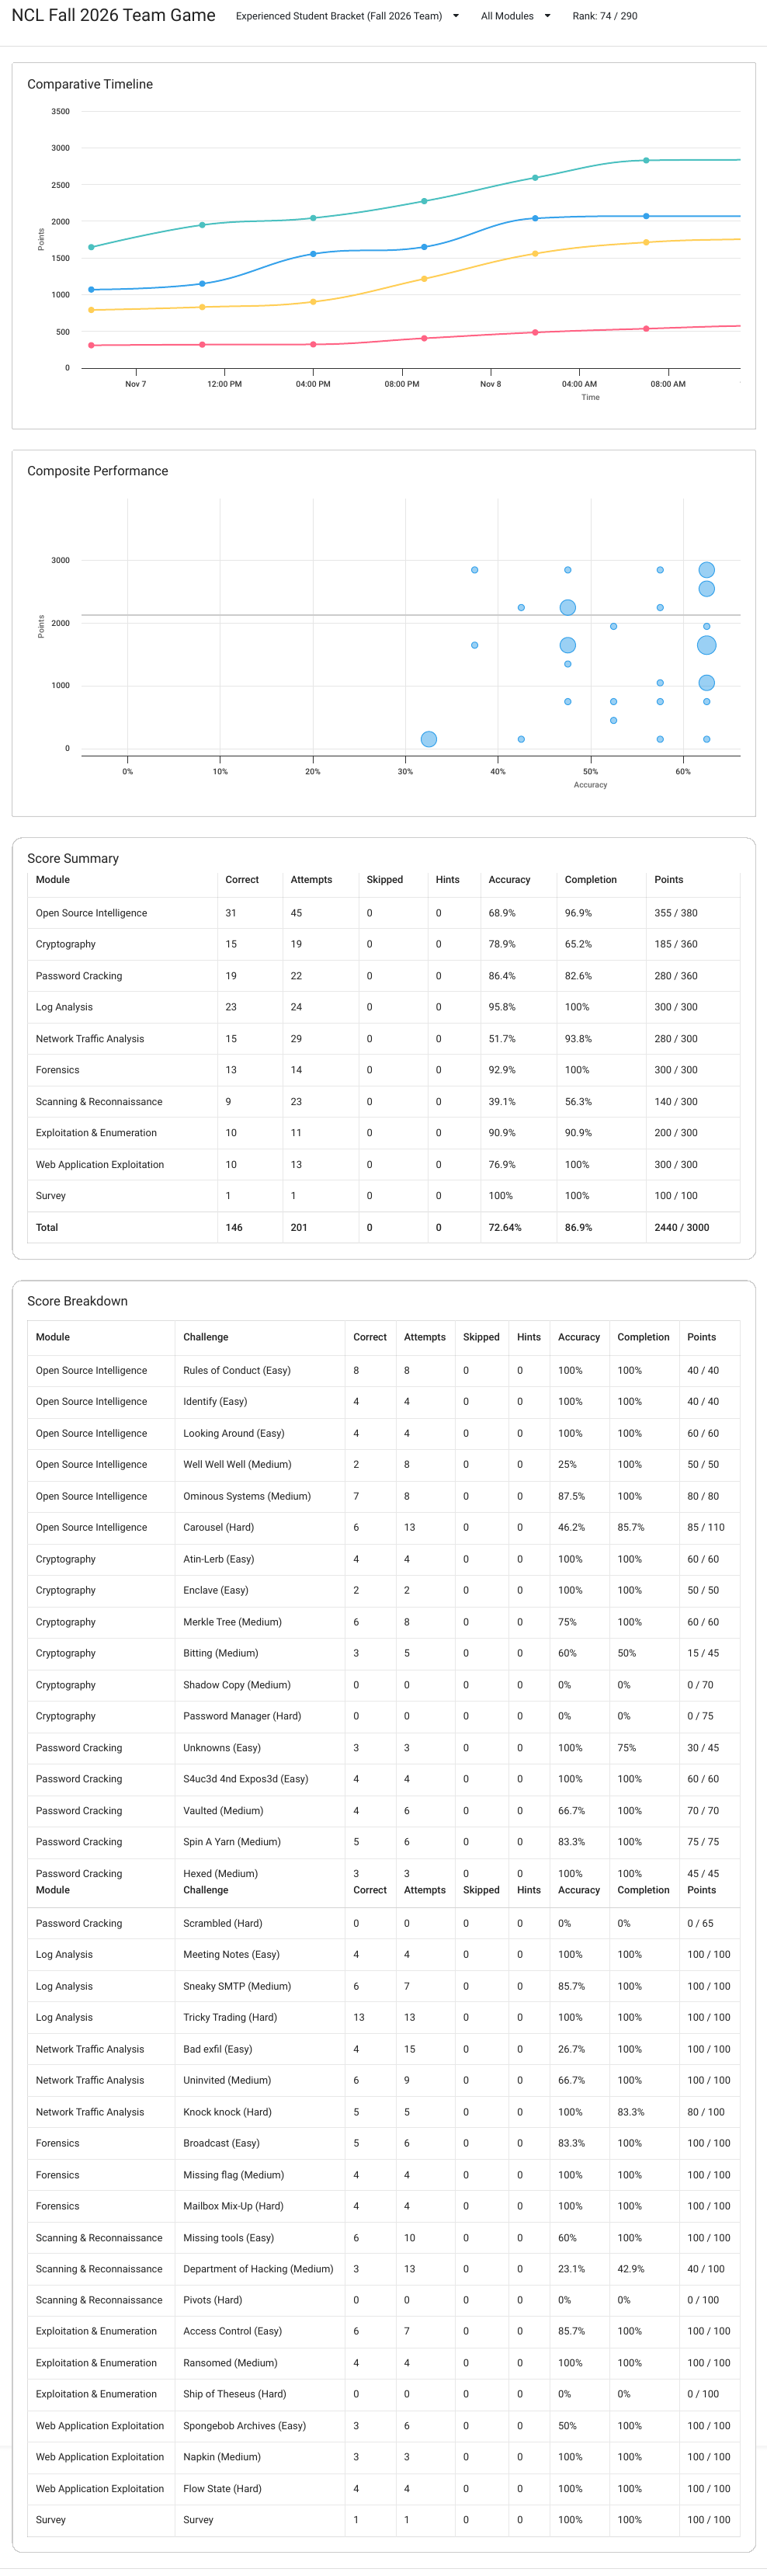 NCL Fall 2026 Team Game Experienced Student Bracket (Fall 2026 Team) All Modules Rank: 74 / 290
Comparative Timeline
3500
3000
2500
2000
1500
1000
500
0
Points
Nov 7 12:00 PM 04:00 PM 08:00 PM Nov 8 04:00 AM 08:00 AM
Time
Composite Performance
3000
2000
1000
0
Points
0% 10% 20% 30% 40% 50% 60%
Accuracy
Score Summary
Module Correct Attempts Skipped Hints Accuracy Completion Points
Open Source Intelligence 31 45 0 0 68.9% 96.9% 355 / 380
Cryptography 15 19 0 0 78.9% 65.2% 185 / 360
Password Cracking 19 22 0 0 86.4% 82.6% 280 / 360
Log Analysis 23 24 0 0 95.8% 100% 300 / 300
Network Traffic Analysis 15 29 0 0 51.7% 93.8% 280 / 300
Forensics 13 14 0 0 92.9% 100% 300 / 300
Scanning & Reconnaissance 9 23 0 0 39.1% 56.3% 140 / 300
Exploitation & Enumeration 10 11 0 0 90.9% 90.9% 200 / 300
Web Application Exploitation 10 13 0 0 76.9% 100% 300 / 300
Survey 1 1 0 0 100% 100% 100 / 100
Total 146 201 0 0 72.64% 86.9% 2440 / 3000
Score Breakdown
Module Challenge Correct Attempts Skipped Hints Accuracy Completion Points
Open Source Intelligence Rules of Conduct (Easy) 8 8 0 0 100% 100% 40 / 40
Open Source Intelligence Identify (Easy) 4 4 0 0 100% 100% 40 / 40
Open Source Intelligence Looking Around (Easy) 4 4 0 0 100% 100% 60 / 60
Open Source Intelligence Well Well Well (Medium) 2 8 0 0 25% 100% 50 / 50
Open Source Intelligence Ominous Systems (Medium) 7 8 0 0 87.5% 100% 80 / 80
Open Source Intelligence Carousel (Hard) 6 13 0 0 46.2% 85.7% 85 / 110
Cryptography Atin-Lerb (Easy) 4 4 0 0 100% 100% 60 / 60
Cryptography Enclave (Easy) 2 2 0 0 100% 100% 50 / 50
Cryptography Merkle Tree (Medium) 6 8 0 0 75% 100% 60 / 60
Cryptography Bitting (Medium) 3 5 0 0 60% 50% 15 / 45
Cryptography Shadow Copy (Medium) 0 0 0 0 0% 0% 0 / 70
Cryptography Password Manager (Hard) 0 0 0 0 0% 0% 0 / 75
Password Cracking Unknowns (Easy) 3 3 0 0 100% 75% 30 / 45
Password Cracking S4uc3d 4nd Expos3d (Easy) 4 4 0 0 100% 100% 60 / 60
Password Cracking Vaulted (Medium) 4 6 0 0 66.7% 100% 70 / 70
Password Cracking Spin A Yarn (Medium) 5 6 0 0 83.3% 100% 75 / 75
Password Cracking Hexed (Medium) 3 3 0 0 100% 100% 45 / 45
Module Challenge Correct Attempts Skipped Hints Accuracy Completion Points
Password Cracking Scrambled (Hard) 0 0 0 0 0% 0% 0 / 65
Log Analysis Meeting Notes (Easy) 4 4 0 0 100% 100% 100 / 100
Log Analysis Sneaky SMTP (Medium) 6 7 0 0 85.7% 100% 100 / 100
Log Analysis Tricky Trading (Hard) 13 13 0 0 100% 100% 100 / 100
Network Traffic Analysis Bad exfil (Easy) 4 15 0 0 26.7% 100% 100 / 100
Network Traffic Analysis Uninvited (Medium) 6 9 0 0 66.7% 100% 100 / 100
Network Traffic Analysis Knock knock (Hard) 5 5 0 0 100% 83.3% 80 / 100
Forensics Broadcast (Easy) 5 6 0 0 83.3% 100% 100 / 100
Forensics Missing flag (Medium) 4 4 0 0 100% 100% 100 / 100
Forensics Mailbox Mix-Up (Hard) 4 4 0 0 100% 100% 100 / 100
Scanning & Reconnaissance Missing tools (Easy) 6 10 0 0 60% 100% 100 / 100
Scanning & Reconnaissance Department of Hacking (Medium) 3 13 0 0 23.1% 42.9% 40 / 100
Scanning & Reconnaissance Pivots (Hard) 0 0 0 0 0% 0% 0 / 100
Exploitation & Enumeration Access Control (Easy) 6 7 0 0 85.7% 100% 100 / 100
Exploitation & Enumeration Ransomed (Medium) 4 4 0 0 100% 100% 100 / 100
Exploitation & Enumeration Ship of Theseus (Hard) 0 0 0 0 0% 0% 0 / 100
Web Application Exploitation Spongebob Archives (Easy) 3 6 0 0 50% 100% 100 / 100
Web Application Exploitation Napkin (Medium) 3 3 0 0 100% 100% 100 / 100
Web Application Exploitation Flow State (Hard) 4 4 0 0 100% 100% 100 / 100
Survey Survey 1 1 0 0 100% 100% 100 / 100